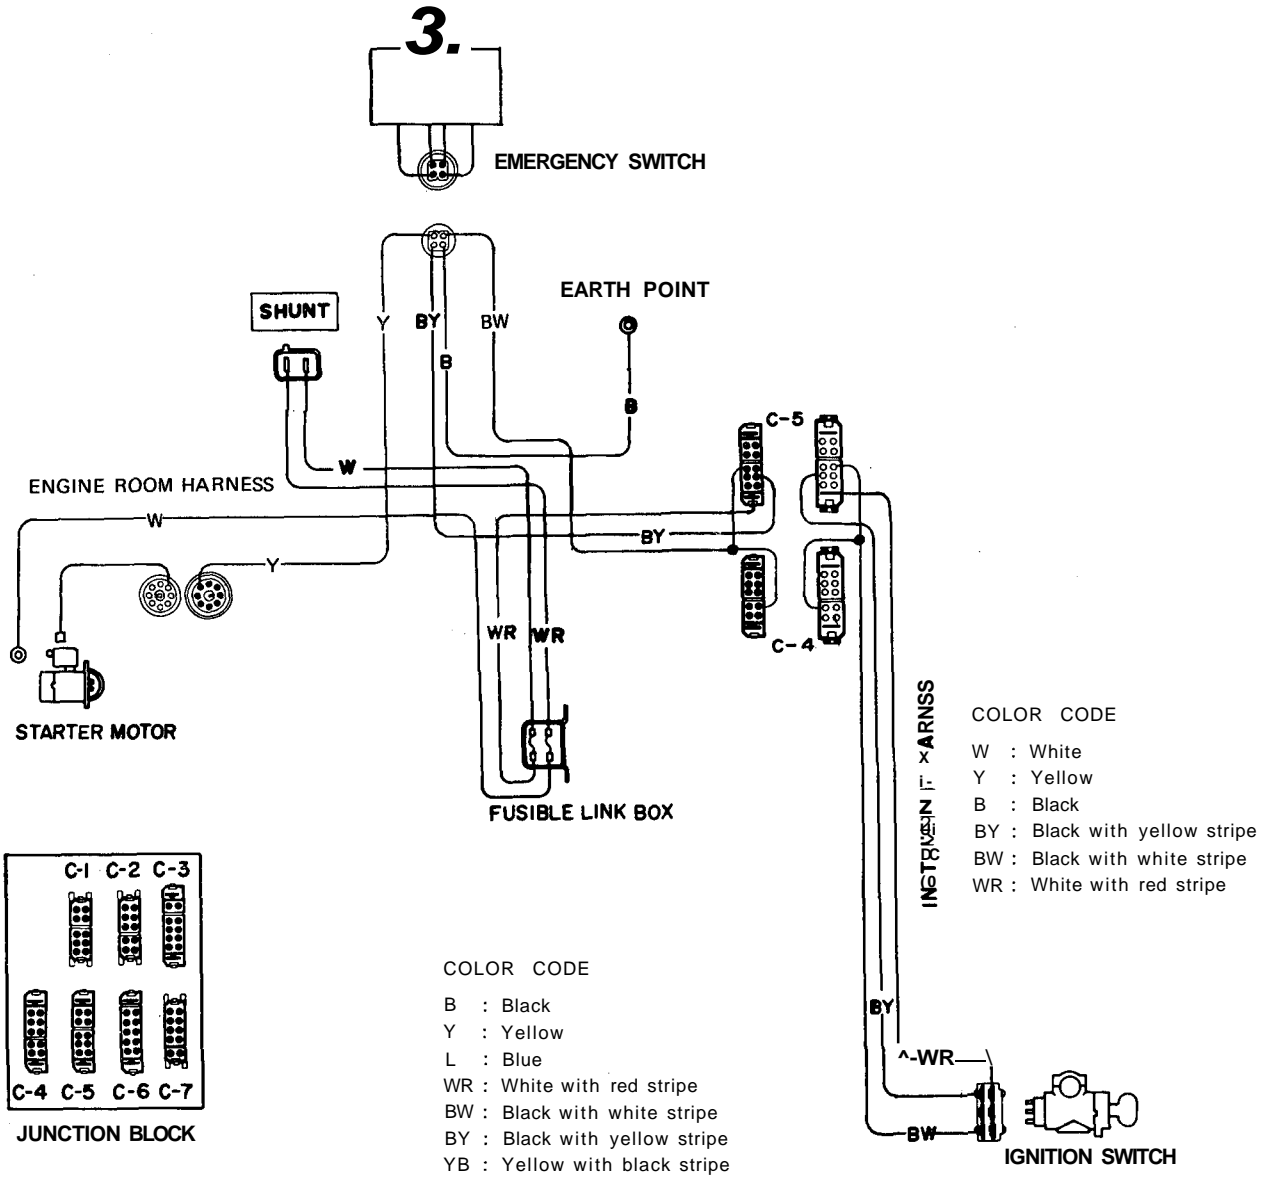 3.
EMERGENCY SWITCH
EARTH POINT
SHUNT
Y
BY
BW
B
B
C-5
W
ENGINE ROOM HARNESS
W
BY
Y
WR
WR
C-4
STARTER MOTOR
FUSIBLE LINK BOX
COLOR CODE
W : White
Y : Yellow
B : Black
BY : Black with yellow stripe
BW : Black with white stripe
WR : White with red stripe
C-1 C-2 C-3
C-4 C-5 C-6 C-7
JUNCTION BLOCK
COLOR CODE
B : Black
Y : Yellow
L : Blue
WR : White with red stripe
BW : Black with white stripe
BY : Black with yellow stripe
YB : Yellow with black stripe
BY
^-WR
BW
IGNITION SWITCH